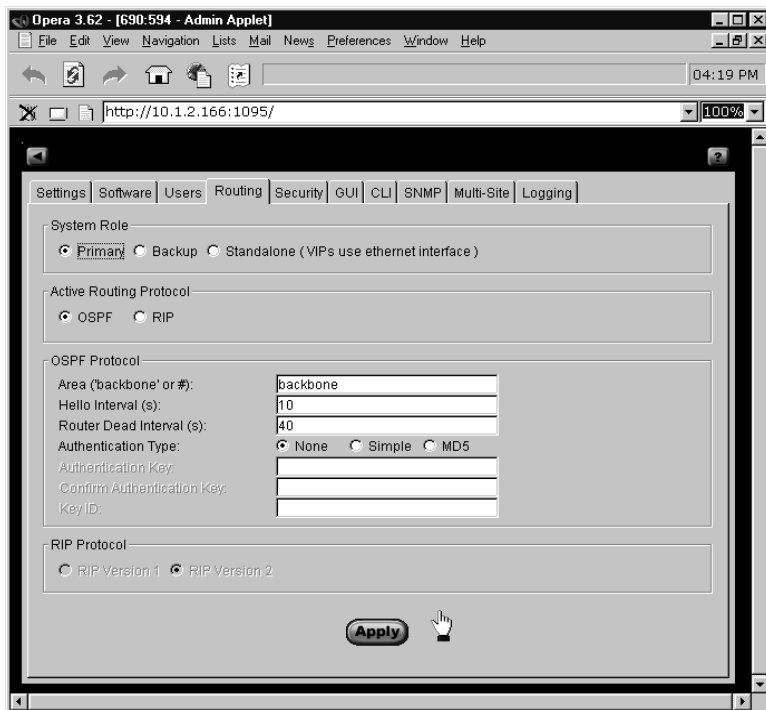 Opera 3.62 - [690:594 - Admin Applet]
File Edit View Navigation Lists Mail News Preferences Window Help
04:19 PM
http://10.1.2.166:1095/
100%
?
Settings Software Users Routing Security GUI CLI SNMP Multi-Site Logging
System Role
Primary Backup Standalone ( VIPs use ethernet interface )
Active Routing Protocol
OSPF RIP
OSPF Protocol
Area ('backbone' or #): backbone
Hello Interval (s): 10
Router Dead Interval (s): 40
Authentication Type: None Simple MD5
Authentication Key:
Confirm Authentication Key:
Key ID:
RIP Protocol
RIP Version 1 RIP Version 2
Apply